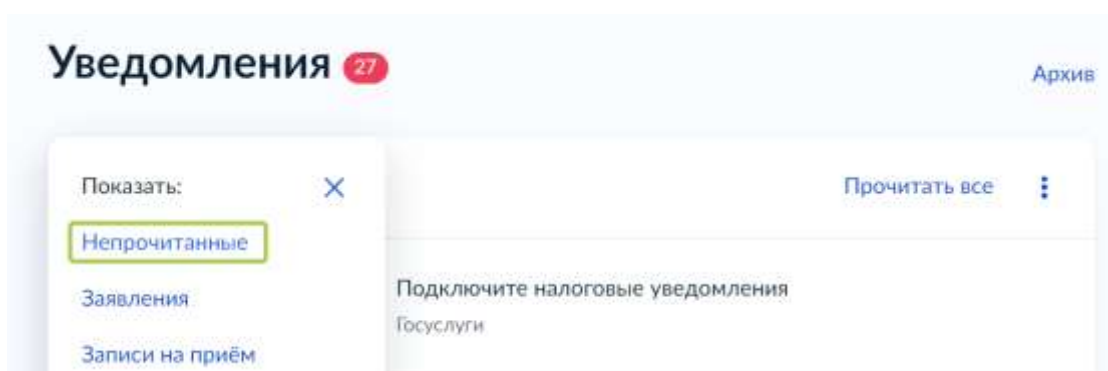 Уведомления 27
Архив
Показать:
Прочитать все
Непрочитанные
Заявления
Подключите налоговые уведомления
Госуслуги
Записи на приём